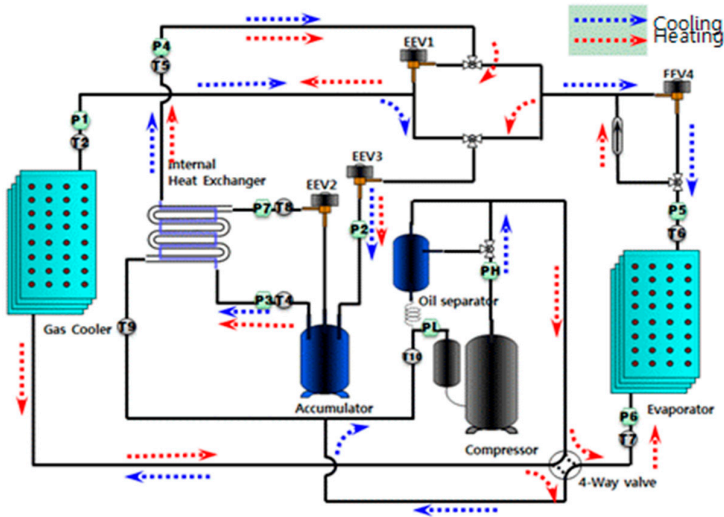 Cooling
Heating
P4
T5
EEV1
EEV4
P1
T2
Internal
Heat Exchanger
EEV3
EEV2
P7
T8
P2
P5
T6
PH
Oil separator
P3
T4
PL
Gas Cooler
T9
T10
Accumulator
Compressor
Evaporator
P6
T7
4-Way valve